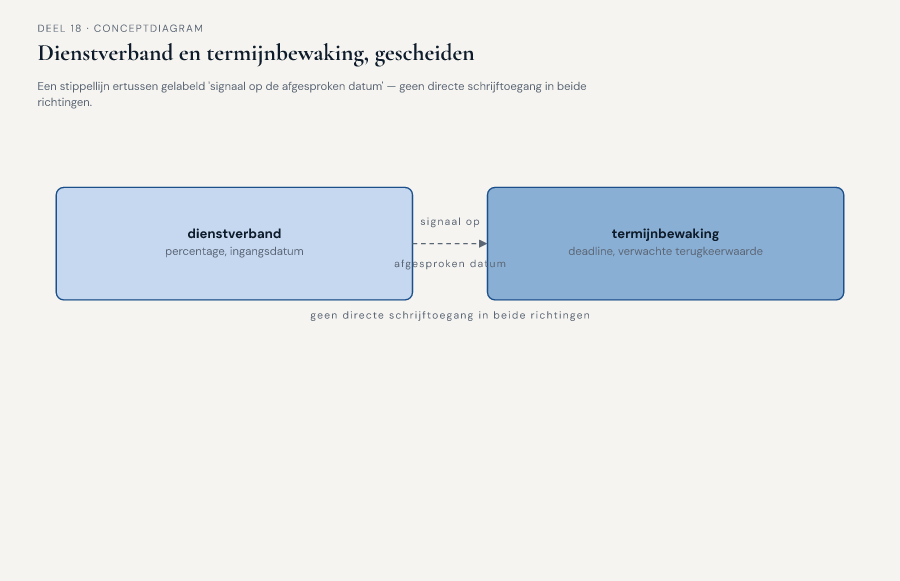 DEEL 18 · CONCEPTDIAGRAM
Dienstverband en termijnbewaking, gescheiden
Een stippellijn ertussen gelabeld 'signaal op de afgesproken datum' — geen directe schrijftoegang in beide
richtingen.
signaal op
dienstverband
percentage, ingangsdatum
termijnbewaking
deadline, verwachte terugkeerwaarde
afgesproken datum
geen directe schrijftoegang in beide richtingen